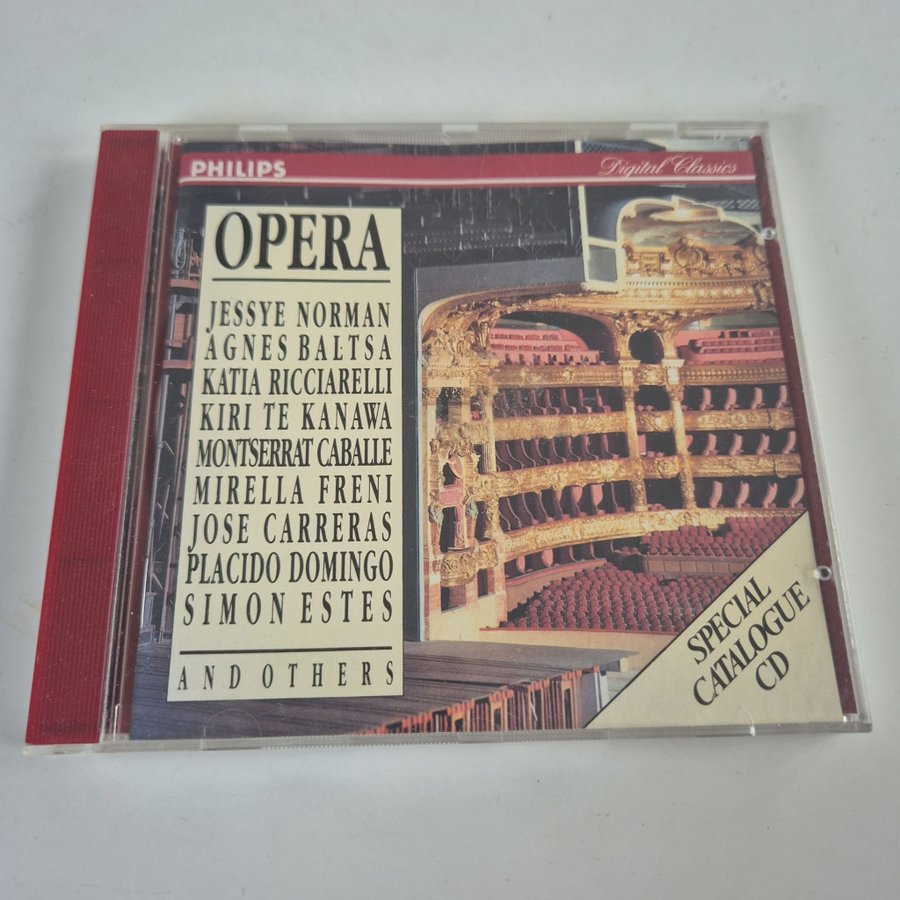 PHILIPS
Digital Classics
OPERA
JESSYE NORMAN
AGNES BALTSA
KATIA RICCIARELLI
KIRI TE KANAWA
MONTSERRAT CABALLE
MIRELLA FRENI
JOSE CARRERAS
PLACIDO DOMINGO
SIMON ESTES
AND OTHERS
SPECIAL
CATALOGUE
CD